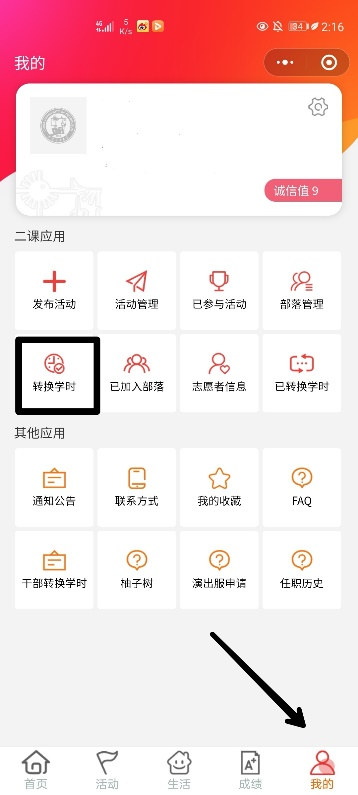 4G
5
K/s
4
2:16
我的
诚信值 9
二课应用
发布活动 活动管理 已参与活动 部落管理
转换学时 已加入部落 志愿者信息 已转换学时
其他应用
通知公告 联系方式 我的收藏 FAQ
干部转换学时 柚子树 演出服申请 任职历史
首页 活动 生活 成绩 我的